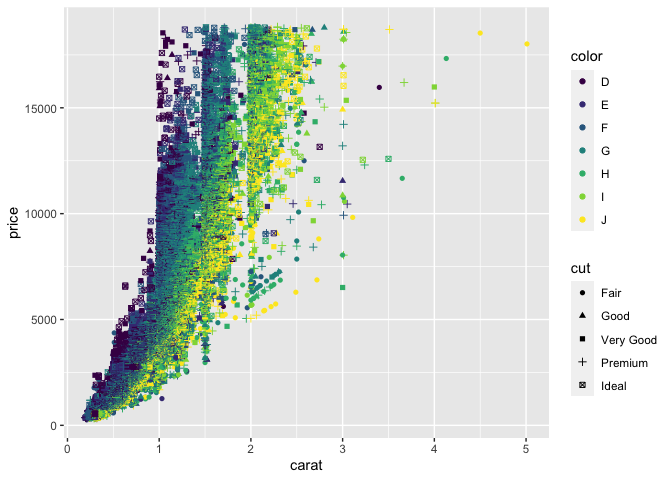 15000
10000
5000
0
price
0
1
2
3
4
5
carat
color
D
E
F
G
H
I
J
cut
Fair
Good
Very Good
Premium
Ideal